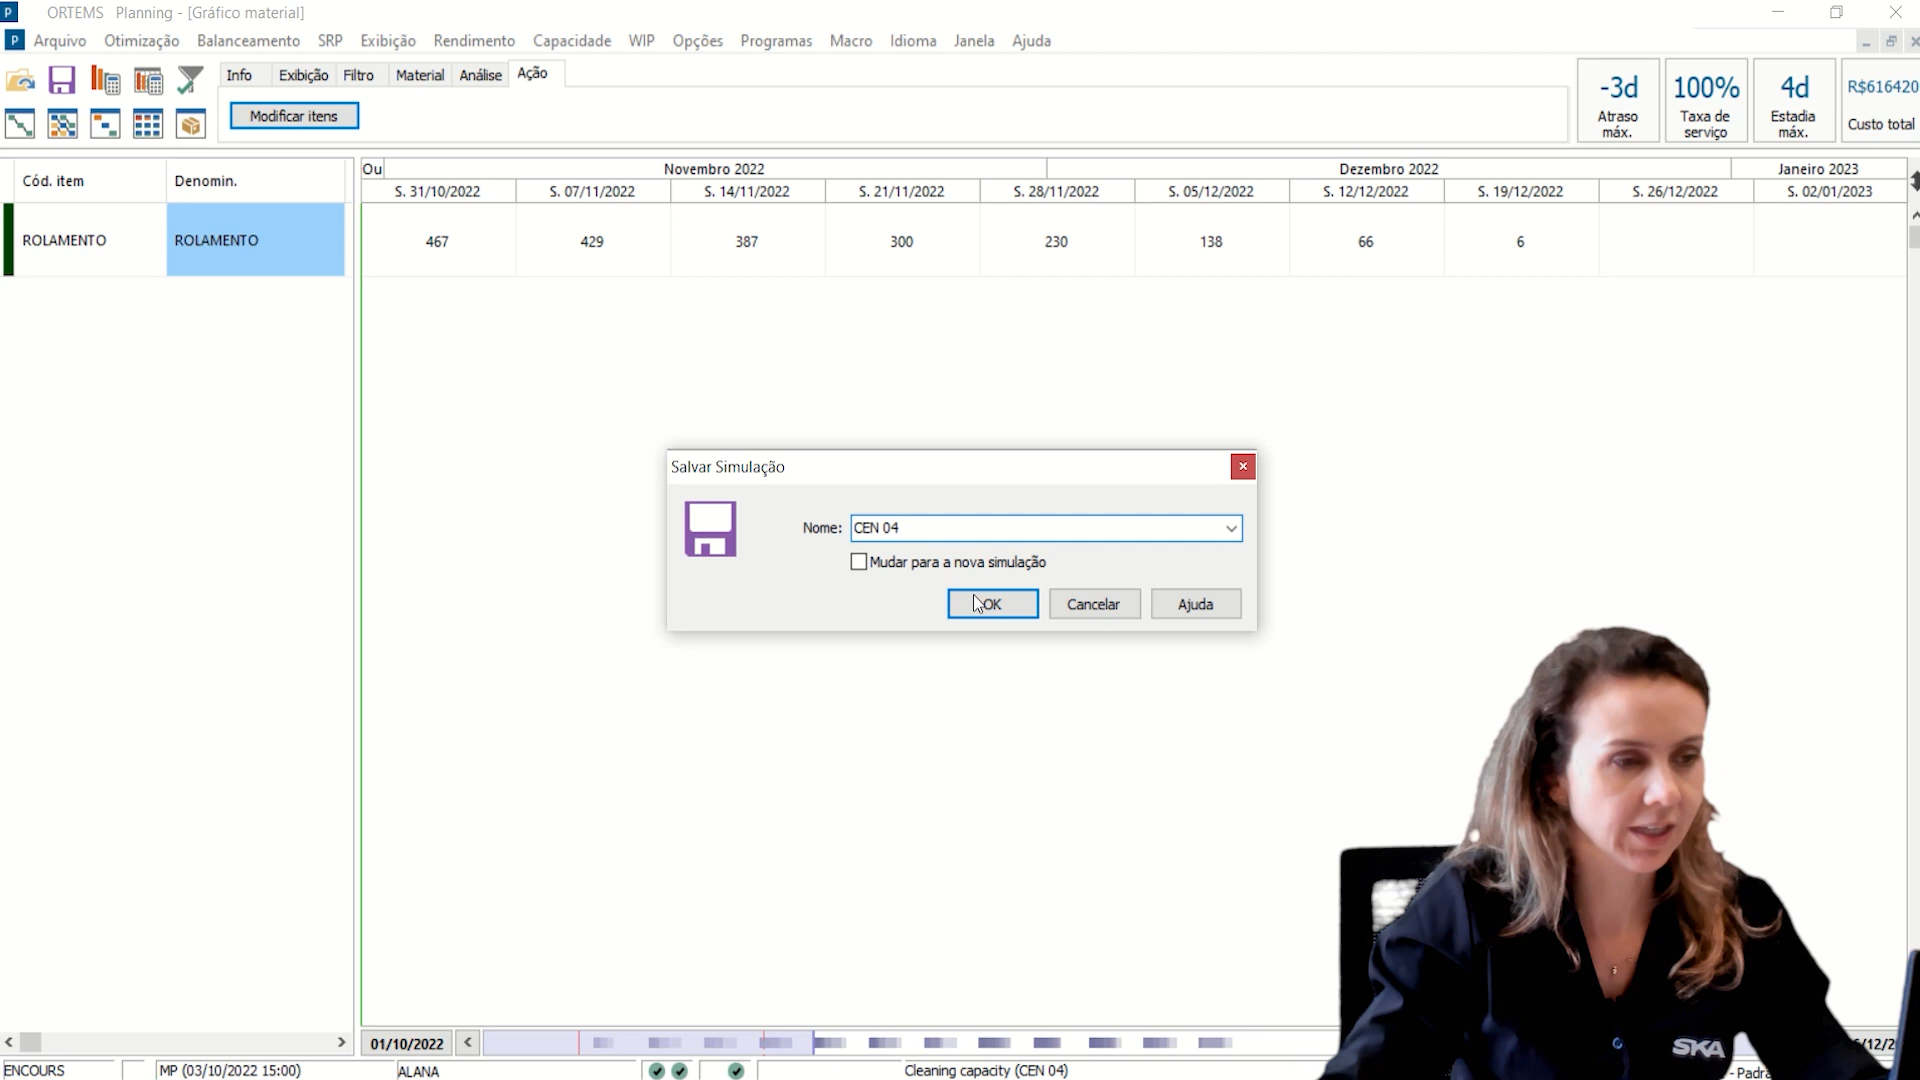 P ORTEMS Planning - [Gráfico material]
P Arquivo Otimização Balanceamento SRP Exibição Rendimento Capacidade WIP Opções Programas Macro Idioma Janela Ajuda
Info Exibição Filtro Material Análise Ação
Modificar itens
-3d
Atraso
máx.
100%
Taxa de
serviço
4d
Estadia
máx.
R$616420
Custo total
Cód. item Denomin.
Ou Novembro 2022 Dezembro 2022 Janeiro 2023
S. 31/10/2022 S. 07/11/2022 S. 14/11/2022 S. 21/11/2022 S. 28/11/2022 S. 05/12/2022 S. 12/12/2022 S. 19/12/2022 S. 26/12/2022 S. 02/01/2023
ROLAMENTO ROLAMENTO 467 429 387 300 230 138 66 6
Salvar Simulação
Nome: CEN 04
Mudar para a nova simulação
OK Cancelar Ajuda
SKA
01/10/2022
ENCOURS MP (03/10/2022 15:00) ALANA Cleaning capacity (CEN 04)